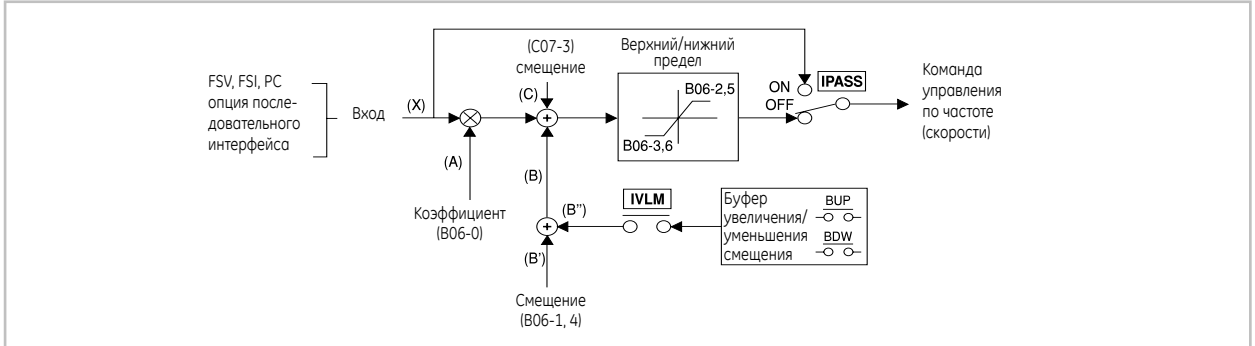 FSV, FSI, PC
опция после-
довательного
интерфейса
Вход
(X)
(A)
Коэффициент
(B06-0)
(C07-3)
смещение
(C)
(B)
(B')
Смещение
(B06-1, 4)
(B'')
IVLM
Верхний/нижний
предел
B06-2,5
B06-3,6
Буфер
увеличения/
уменьшения
смещения
BUP
BDW
ON
OFF
IPASS
Команда
управления
по частоте
(скорости)